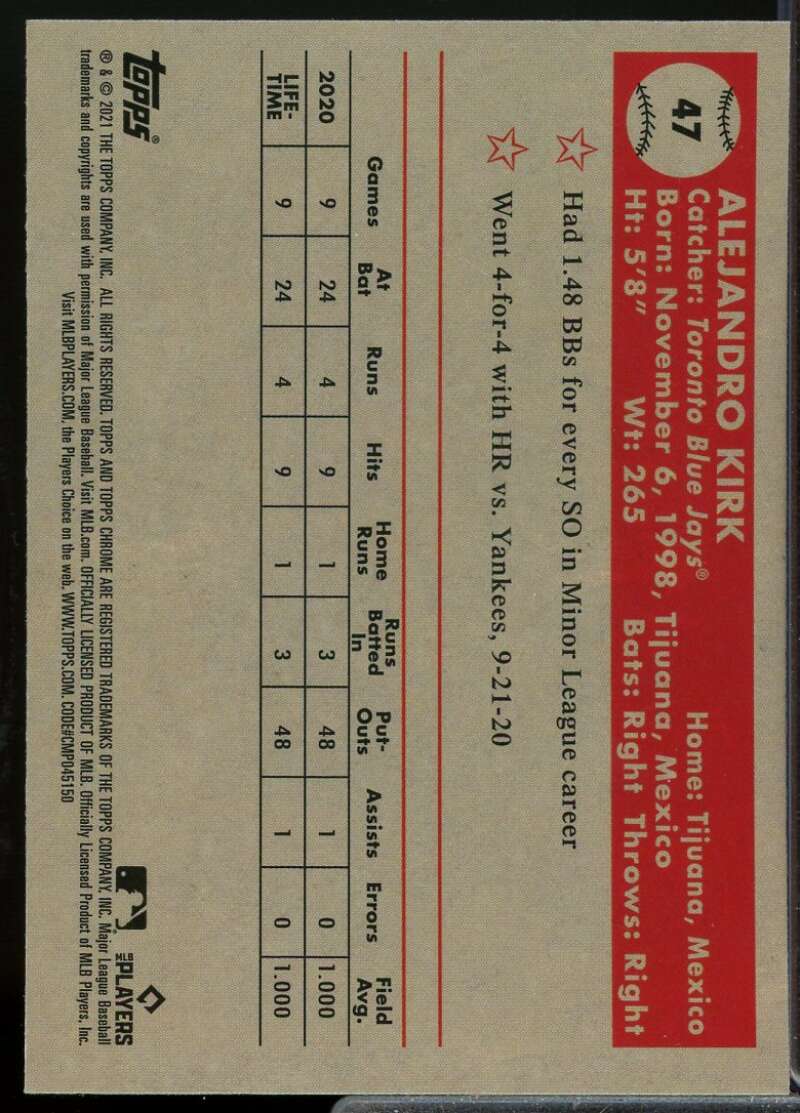 47
ALEJANDRO KIRK
Catcher: Toronto Blue Jays® Home: Tijuana, Mexico
Born: November 6, 1998, Tijuana, Mexico
Ht: 5'8" Wt: 265 Bats: Right Throws: Right
Had 1.48 BBs for every SO in Minor League career
Went 4-for-4 with HR vs. Yankees, 9-21-20
Games At Bat Runs Hits Home Runs Runs Batted In Put-Outs Assists Errors Field Avg.
2020 9 24 4 9 1 3 48 1 0 1.000
LIFE-TIME 9 24 4 9 1 3 48 1 0 1.000
topps®
MLB PLAYERS
® & © 2021 THE TOPPS COMPANY, INC. ALL RIGHTS RESERVED. TOPPS AND TOPPS CHROME ARE REGISTERED TRADEMARKS OF THE TOPPS COMPANY, INC. Major League Baseball
trademarks and copyrights are used with permission of Major League Baseball. Visit MLB.com. OFFICIALLY LICENSED PRODUCT OF MLB. Officially Licensed Product of MLB Players, Inc.
Visit MLBPLAYERS.COM, the Players Choice on the web. WWW.TOPPS.COM. CODE#CMP045150